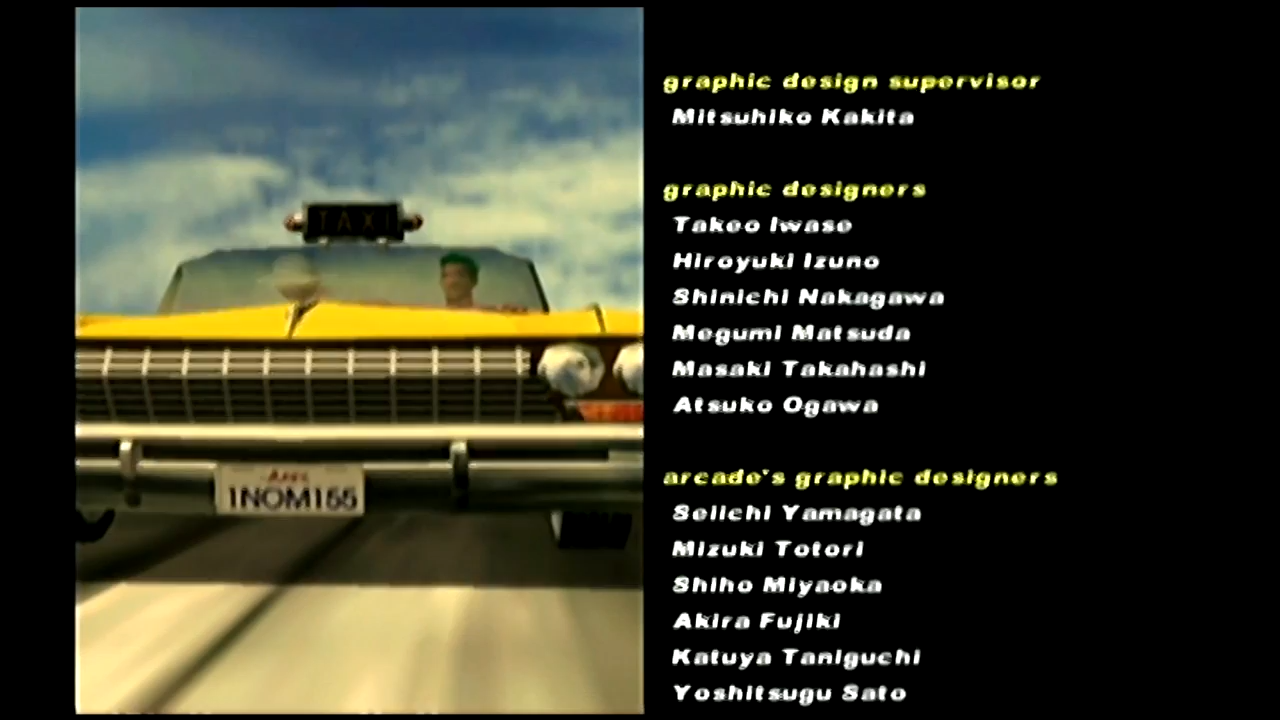 TAXI
1NOM155
graphic design supervisor
Mitsuhiko Kakita
graphic designers
Takeo Iwase
Hiroyuki Izuno
Shinichi Nakagawa
Megumi Matsuda
Masaki Takahashi
Atsuko Ogawa
arcade's graphic designers
Seiichi Yamagata
Mizuki Totori
Shiho Miyaoka
Akira Fujiki
Katuya Taniguchi
Yoshitsugu Sato